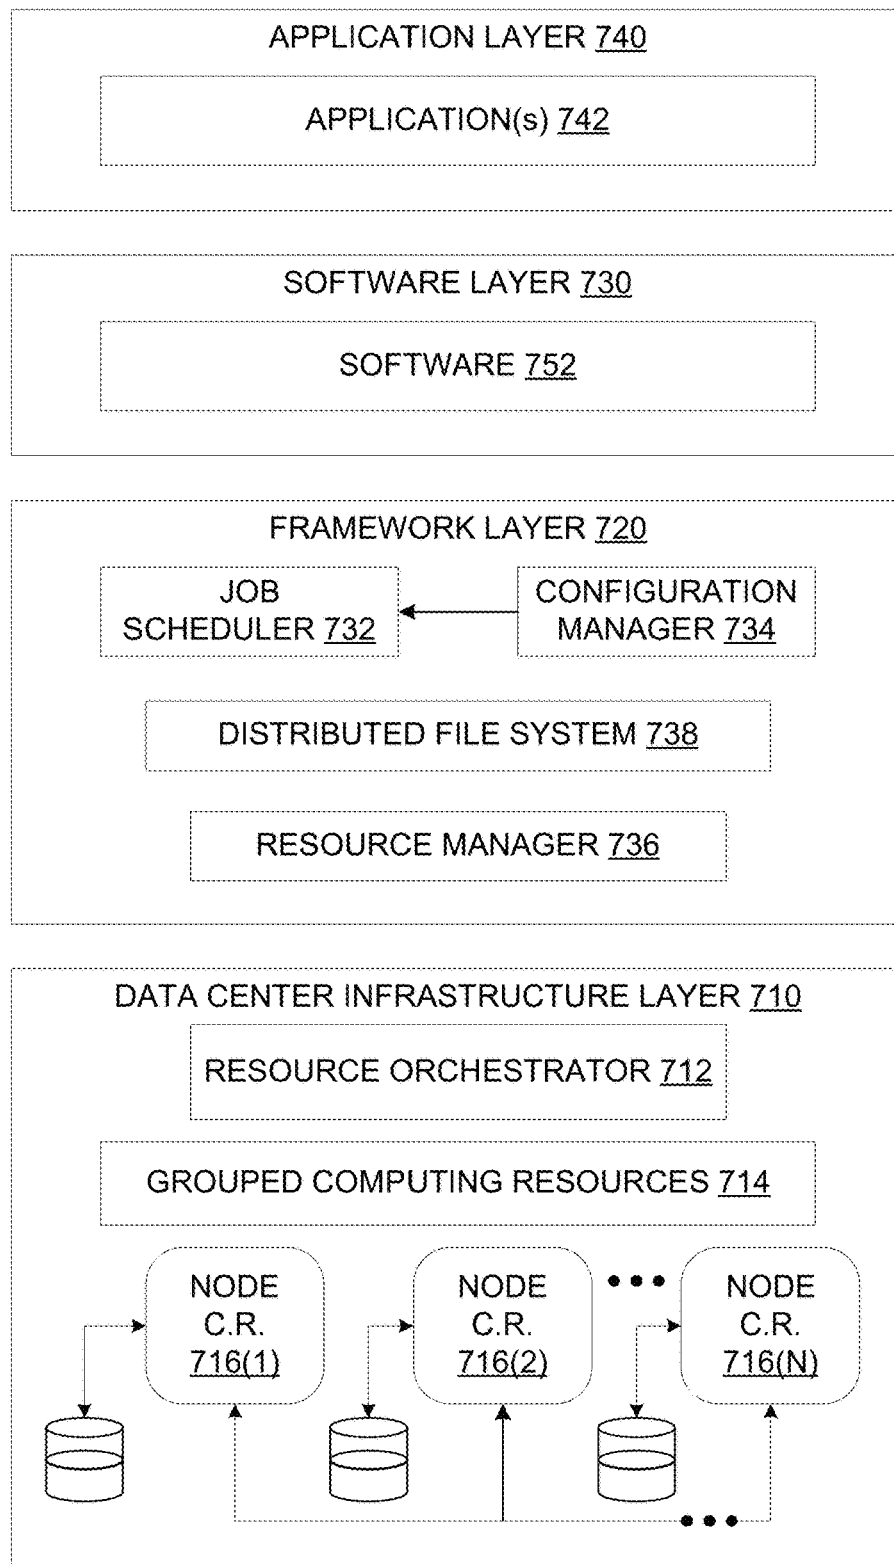 APPLICATION LAYER 740
APPLICATION(s) 742
SOFTWARE LAYER 730
SOFTWARE 752
FRAMEWORK LAYER 720
JOB
SCHEDULER 732
CONFIGURATION
MANAGER 734
DISTRIBUTED FILE SYSTEM 738
RESOURCE MANAGER 736
DATA CENTER INFRASTRUCTURE LAYER 710
RESOURCE ORCHESTRATOR 712
GROUPED COMPUTING RESOURCES 714
NODE
C.R.
716(1)
NODE
C.R.
716(2)
NODE
C.R.
716(N)